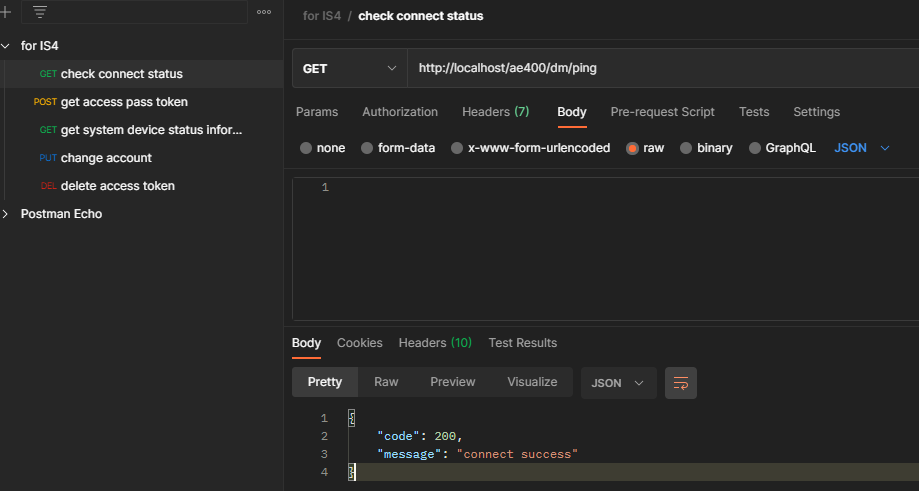 for IS4 / check connect status
for IS4
GET check connect status
POST get access pass token
GET get system device status infor...
PUT change account
DEL delete access token
Postman Echo
GET http://localhost/ae400/dm/ping
Params Authorization Headers (7) Body Pre-request Script Tests Settings
none form-data x-www-form-urlencoded raw binary GraphQL JSON
1
Body Cookies Headers (10) Test Results
Pretty Raw Preview Visualize JSON
1 {
2 "code": 200,
3 "message": "connect success"
4 }